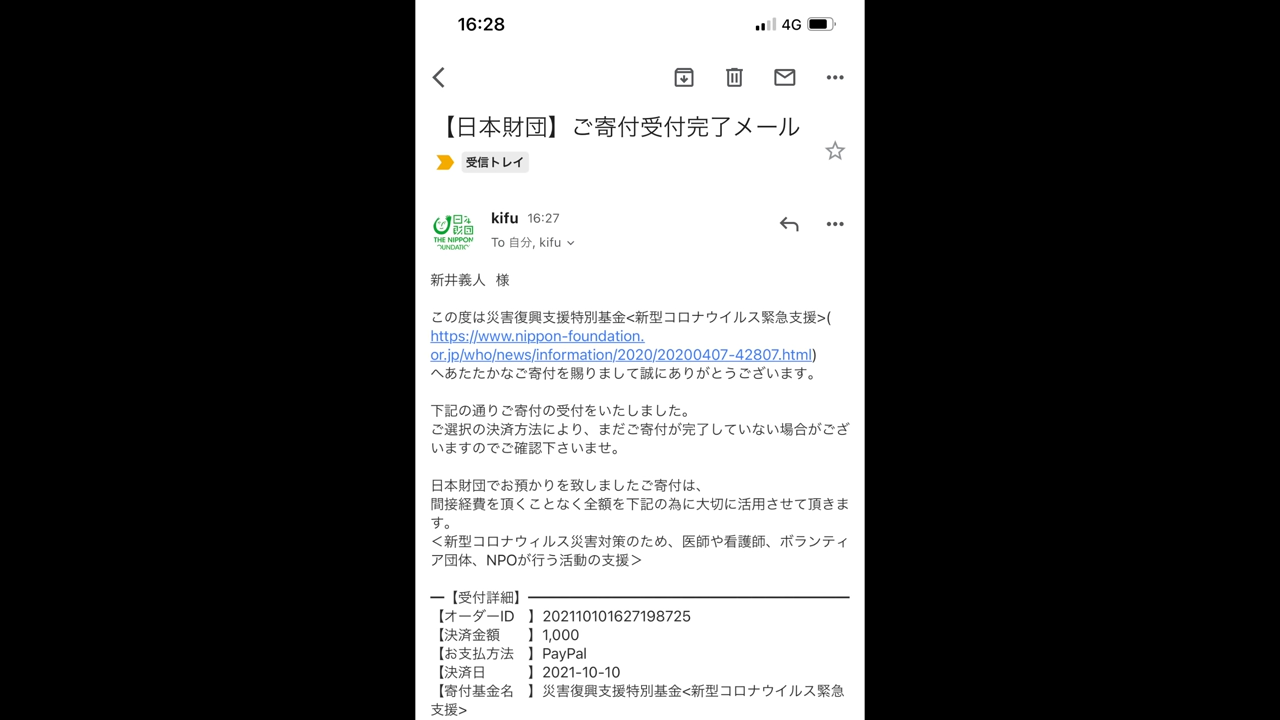 16:28
4G
【日本財団】ご寄付受付完了メール
受信トレイ
日本財団
THE NIPPON
FOUNDATION
kifu 16:27
To 自分, kifu
新井義人 様
この度は災害復興支援特別基金<新型コロナウイルス緊急支援>(
https://www.nippon-foundation.
or.jp/who/news/information/2020/20200407-42807.html)
へあたたかなご寄付を賜りまして誠にありがとうございます。
下記の通りご寄付の受付をいたしました。
ご選択の決済方法により、まだご寄付が完了していない場合がござ
いますのでご確認下さいませ。
日本財団でお預かりを致しましたご寄付は、
間接経費を頂くことなく全額を下記の為に大切に活用させて頂きま
す。
＜新型コロナウィルス災害対策のため、医師や看護師、ボランティ
ア団体、NPOが行う活動の支援＞
━【受付詳細】━━━━━━━━━━━━━━━━━
【オーダーID 】202110101627198725
【決済金額 】1,000
【お支払方法 】PayPal
【決済日 】2021-10-10
【寄付基金名 】災害復興支援特別基金<新型コロナウイルス緊急
支援>